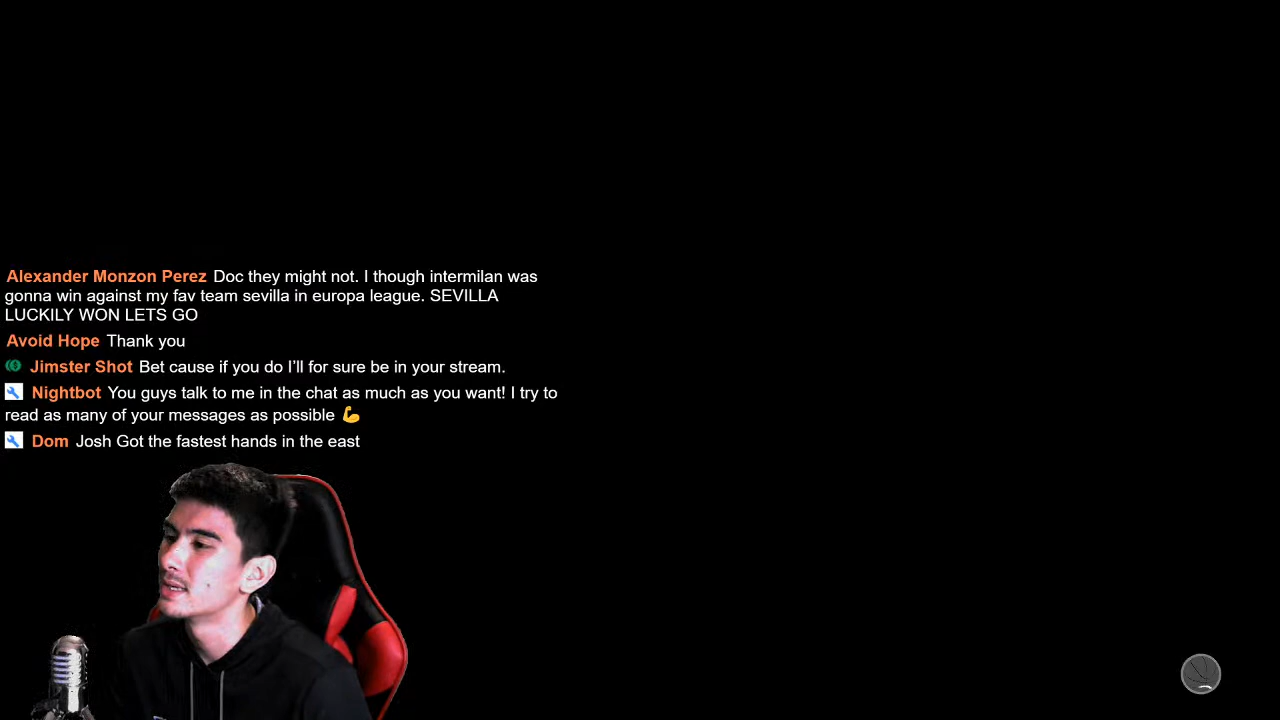 Alexander Monzon Perez Doc they might not. I though intermilan was
gonna win against my fav team sevilla in europa league. SEVILLA
LUCKILY WON LETS GO
Avoid Hope Thank you
Jimster Shot Bet cause if you do I’ll for sure be in your stream.
Nightbot You guys talk to me in the chat as much as you want! I try to
read as many of your messages as possible 💪
Dom Josh Got the fastest hands in the east